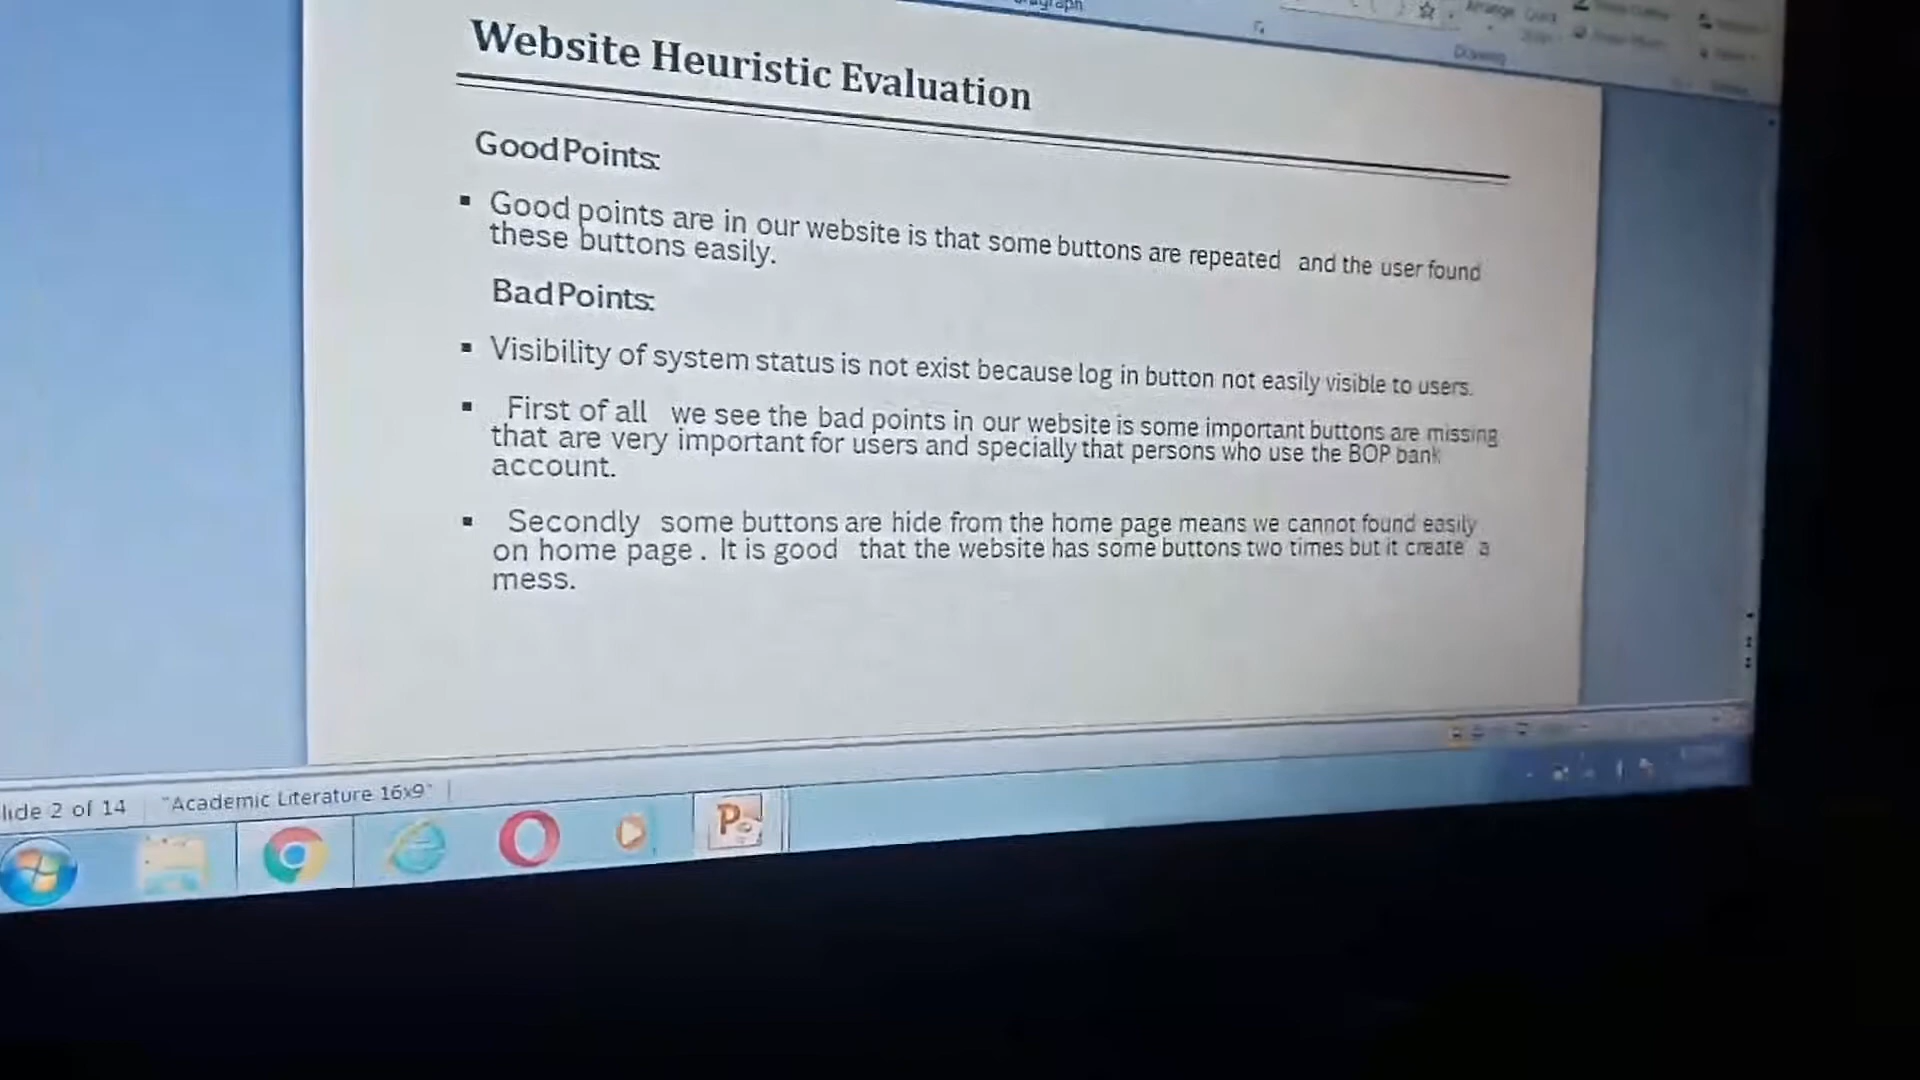 Website Heuristic Evaluation
Good Points:
▪ Good points are in our website is that some buttons are repeated and the user found
these buttons easily.
Bad Points:
▪ Visibility of system status is not exist because log in button not easily visible to users.
▪ First of all we see the bad points in our website is some important buttons are missing
that are very important for users and specially that persons who use the BOP bank
account.
▪ Secondly some buttons are hide from the home page means we cannot found easily
on home page . It is good that the website has some buttons two times but it create a
mess.
lide 2 of 14 "Academic Literature 16x9"